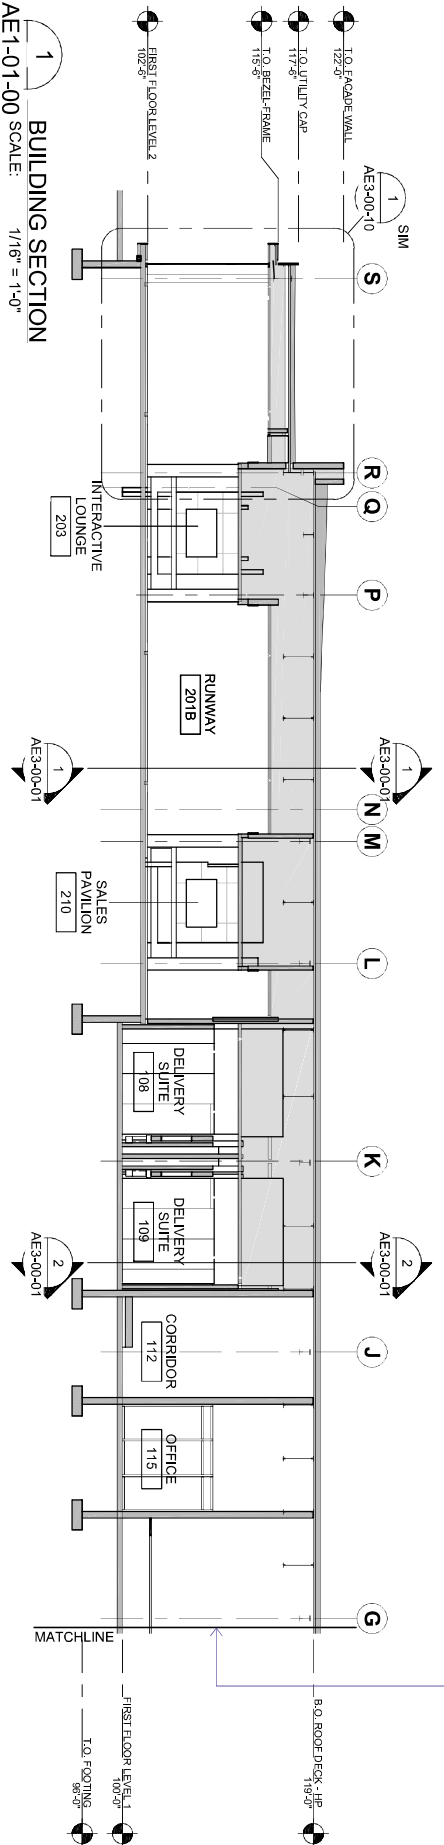 T.O. FACADE WALL
122'-0"
T.O. UTILITY CAP
117'-6"
T.O. BEZEL-FRAME
115'-6"
FIRST FLOOR LEVEL 2
102'-6"
1
AE3-00-10
SIM
S
R
Q
P
N
M
L
K
J
G
1
AE3-00-01
1
AE3-00-01
2
AE3-00-01
2
AE3-00-01
INTERACTIVE
LOUNGE
203
RUNWAY
201B
SALES
PAVILION
210
DELIVERY
SUITE
108
DELIVERY
SUITE
109
CORRIDOR
112
OFFICE
115
MATCHLINE
B.O. ROOF DECK - HP
119'-0"
FIRST FLOOR LEVEL 1
100'-0"
T.O. FOOTING
96'-0"
1
BUILDING SECTION
AE1-01-00
SCALE: 1/16" = 1'-0"